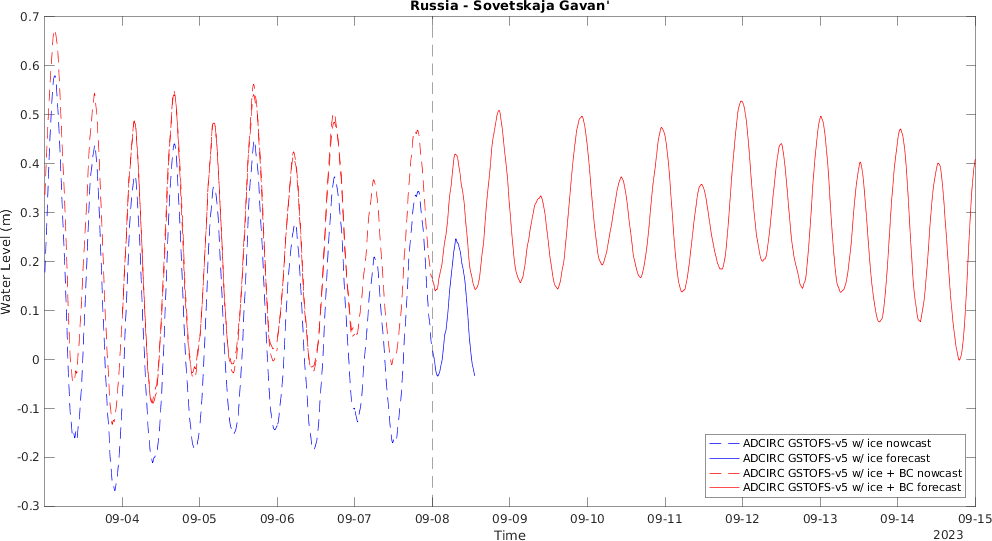 Russia - Sovetskaja Gavan'
0.7
0.6
0.5
0.4
0.3
0.2
0.1
0
-0.1
-0.2
-0.3
Water Level (m)
09-04 09-05 09-06 09-07 09-08 09-09 09-10 09-11 09-12 09-13 09-14 09-15
Time
2023
ADCIRC GSTOFS-v5 w/ ice nowcast
ADCIRC GSTOFS-v5 w/ ice forecast
ADCIRC GSTOFS-v5 w/ ice + BC nowcast
ADCIRC GSTOFS-v5 w/ ice + BC forecast